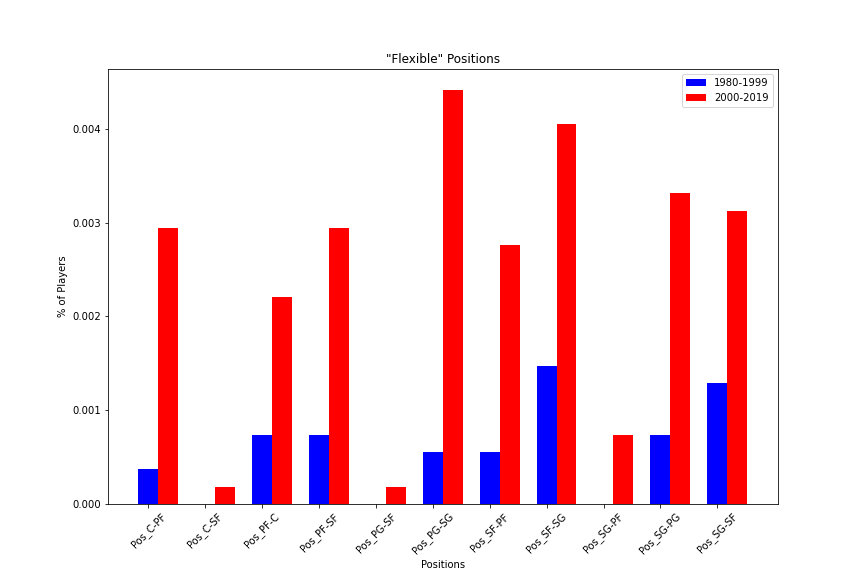 "Flexible" Positions
1980-1999
2000-2019
% of Players
0.004
0.003
0.002
0.001
0.000
Pos_C-PF
Pos_C-SF
Pos_PF-C
Pos_PF-SF
Pos_PG-SF
Pos_PG-SG
Pos_SF-PF
Pos_SF-SG
Pos_SG-PF
Pos_SG-PG
Pos_SG-SF
Positions